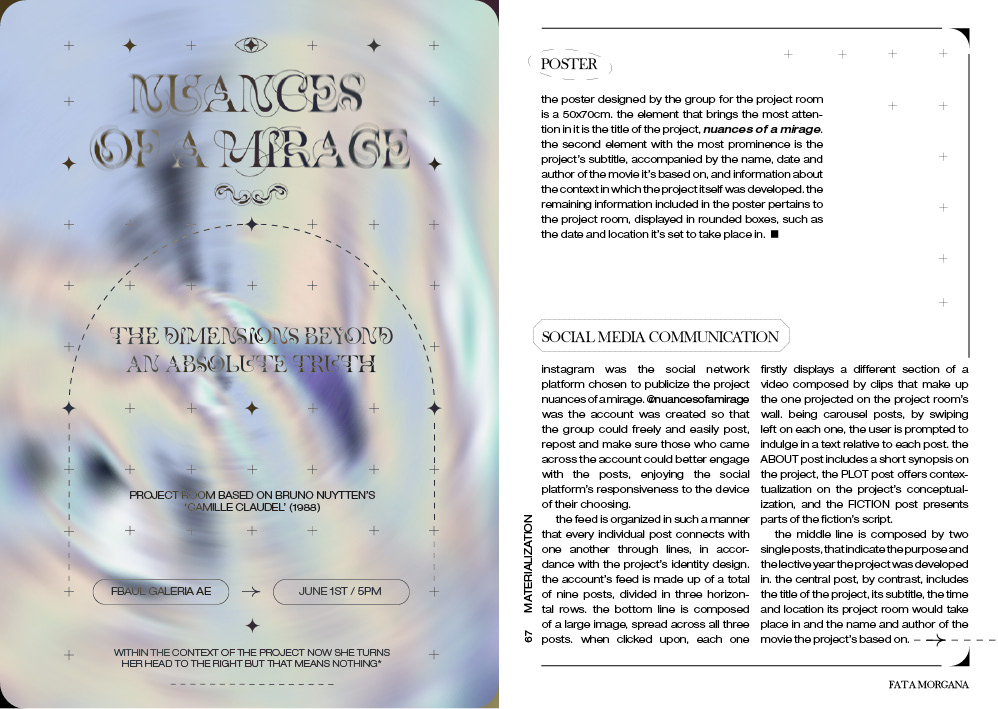 NUANCES
OF A MIRAGE
THE DIMENSIONS BEYOND
AN ABSOLUTE TRUTH
PROJECT ROOM BASED ON BRUNO NUYTTEN'S
'CAMILLE CLAUDEL' (1988)
FBAUL GALERIA AE → JUNE 1ST / 5PM
WITHIN THE CONTEXT OF THE PROJECT NOW SHE TURNS
HER HEAD TO THE RIGHT BUT THAT MEANS NOTHING*
POSTER
the poster designed by the group for the project room
is a 50x70cm. the element that brings the most atten-
tion in it is the title of the project, nuances of a mirage.
the second element with the most prominence is the
project's subtitle, accompanied by the name, date and
author of the movie it's based on, and information about
the context in which the project itself was developed. the
remaining information included in the poster pertains to
the project room, displayed in rounded boxes, such as
the date and location it's set to take place in. ■
SOCIAL MEDIA COMMUNICATION
instagram was the social network
platform chosen to publicize the project
nuances of a mirage. @nuancesofamirage
was the account was created so that
the group could freely and easily post,
repost and make sure those who came
across the account could better engage
with the posts, enjoying the social
platform's responsiveness to the device
of their choosing.
the feed is organized in such a manner
that every individual post connects with
one another through lines, in accor-
dance with the project's identity design.
the account's feed is made up of a total
of nine posts, divided in three horizon-
tal rows. the bottom line is composed
of a large image, spread across all three
posts. when clicked upon, each one
firstly displays a different section of a
video composed by clips that make up
the one projected on the project room's
wall. being carousel posts, by swiping
left on each one, the user is prompted to
indulge in a text relative to each post. the
ABOUT post includes a short synopsis on
the project, the PLOT post offers contex-
tualization on the project's conceptual-
ization, and the FICTION post presents
parts of the fiction's script.
the middle line is composed by two
single posts, that indicate the purpose and
the lective year the project was developed
in. the central post, by contrast, includes
the title of the project, its subtitle, the time
and location its project room would take
place in and the name and author of the
movie the project's based on.
67 MATERIALIZATION
FATA MORGANA